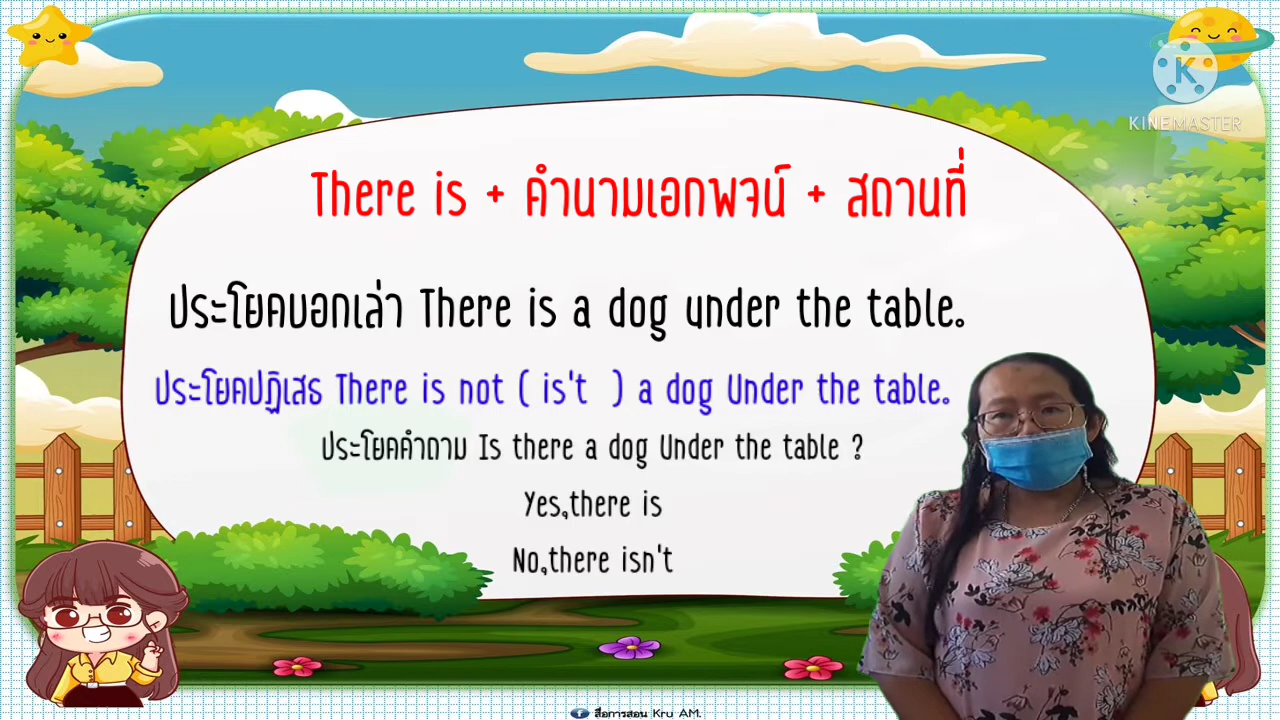 K
KINEMASTER
There is + คำนามเอกพจน์ + สถานที่
ประโยคบอกเล่า There is a dog under the table.
ประโยคปฏิเสธ There is not ( is't ) a dog Under the table.
ประโยคคำถาม Is there a dog Under the table ?
Yes,there is
No,there isn't
สื่อการสอน Kru AM.